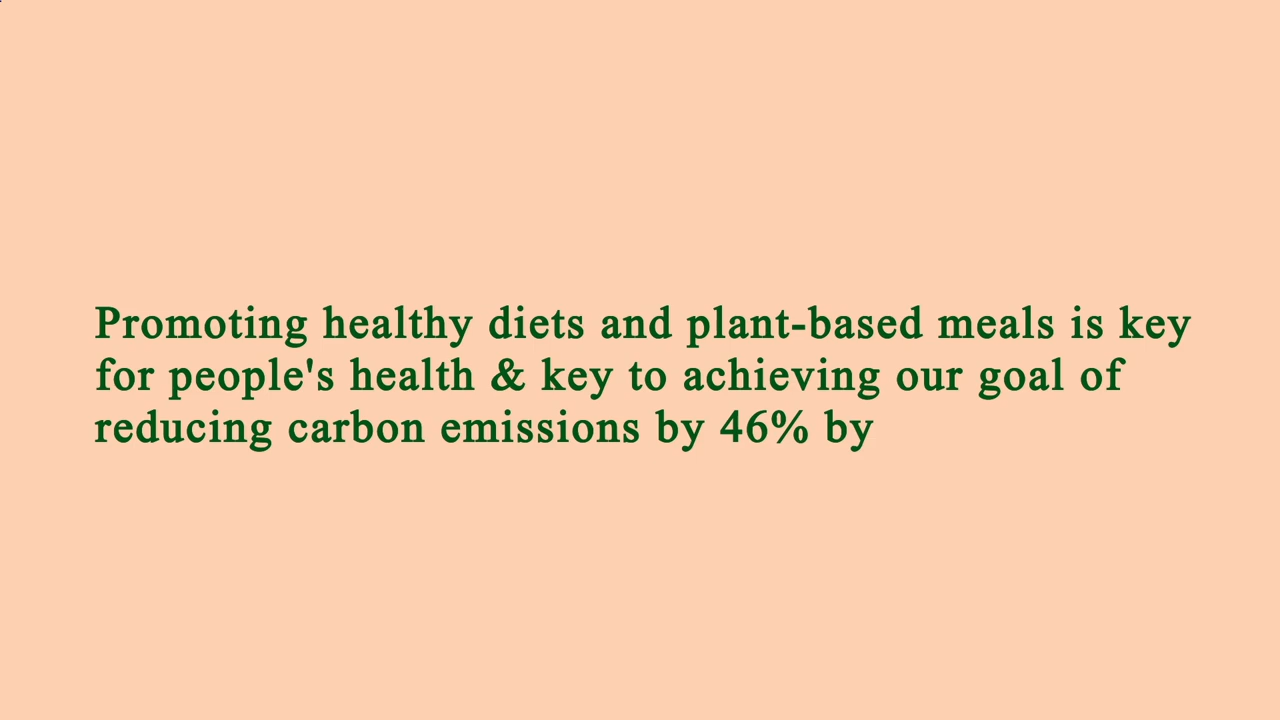 Promoting healthy diets and plant-based meals is key
for people's health & key to achieving our goal of
reducing carbon emissions by 46% by